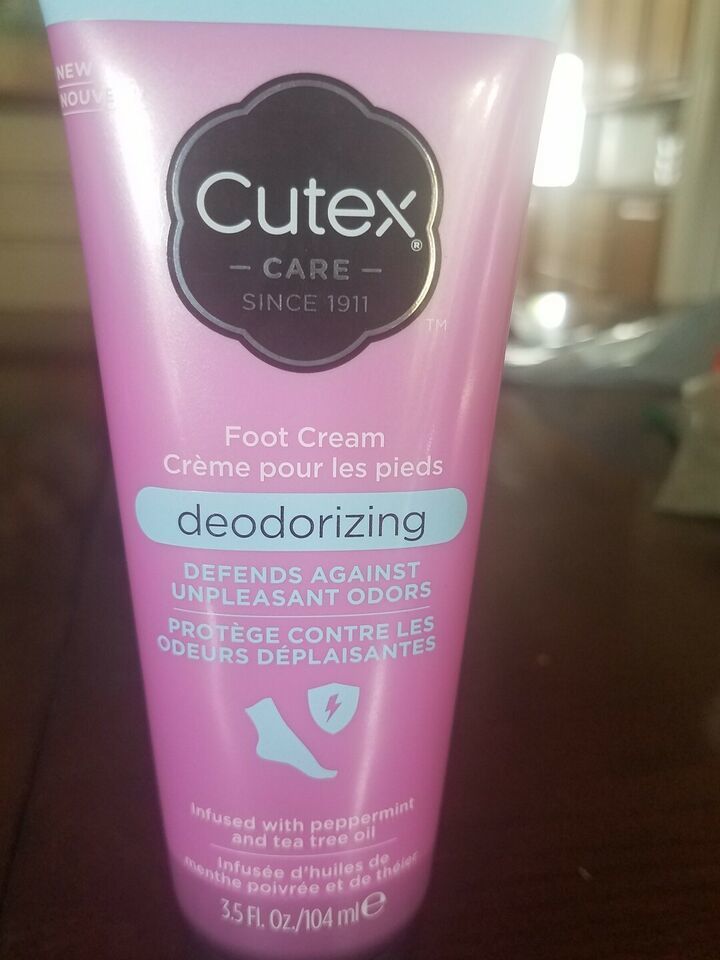 NEW
NOUVE
Cutex®
– CARE –
SINCE 1911
TM
Foot Cream
Crème pour les pieds
deodorizing
DEFENDS AGAINST
UNPLEASANT ODORS
PROTÈGE CONTRE LES
ODEURS DÉPLAISANTES
Infused with peppermint
and tea tree oil
Infusée d'huiles de
menthe poivrée et de théier
3.5 Fl. Oz./104 ml ℮